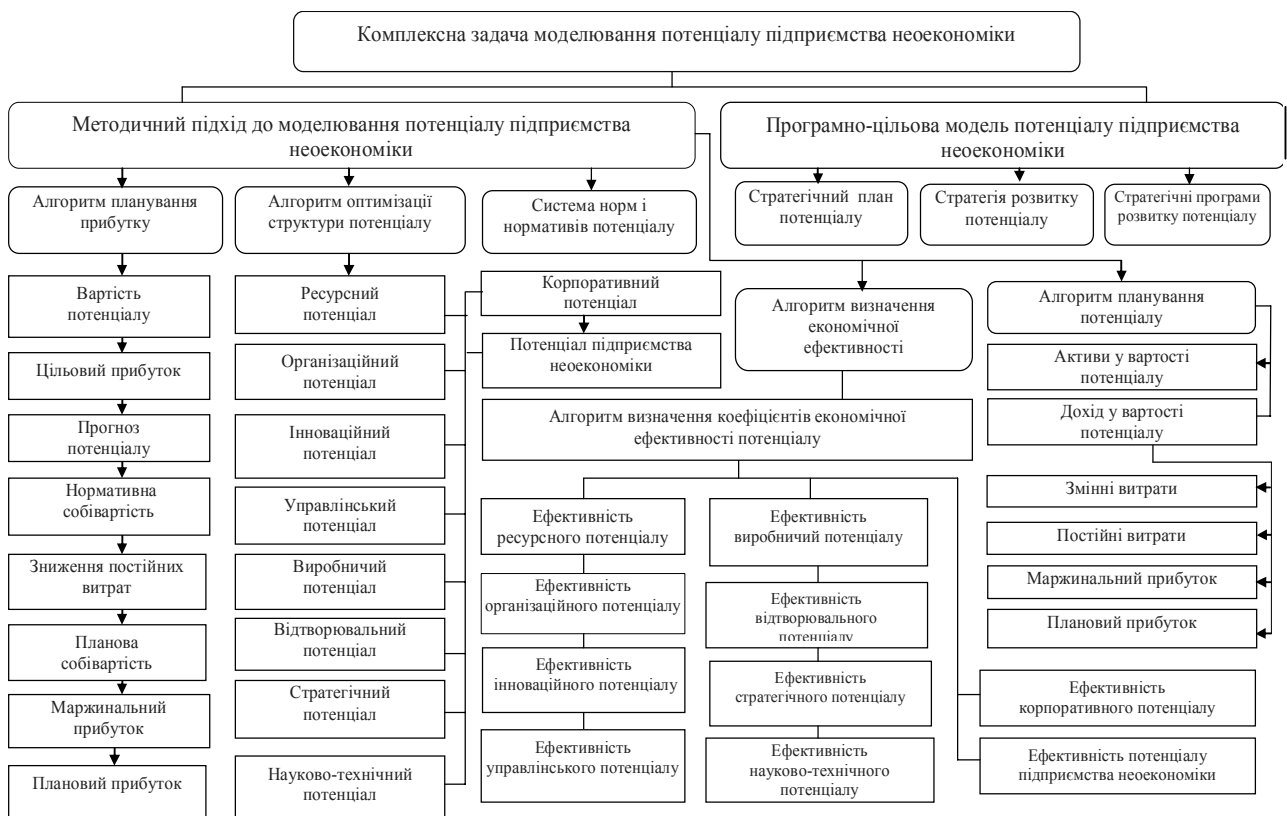 Комплексна задача моделювання потенціалу підприємства неоекономіки
Методичний підхід до моделювання потенціалу підприємства
неоекономіки
Програмно-цільова модель потенціалу підприємства
неоекономіки
Алгоритм планування
прибутку
Алгоритм оптимізації
структури потенціалу
Система норм і
нормативів потенціалу
Стратегічний план
потенціалу
Стратегія розвитку
потенціалу
Стратегічні програми
розвитку потенціалу
Вартість
потенціалу
Цільовий прибуток
Прогноз
потенціалу
Нормативна
собівартість
Зниження постійних
витрат
Планова
собівартість
Маржинальний
прибуток
Плановий прибуток
Ресурсний
потенціал
Організаційний
потенціал
Інноваційний
потенціал
Управлінський
потенціал
Виробничий
потенціал
Відтворювальний
потенціал
Стратегічний
потенціал
Науково-технічний
потенціал
Корпоративний
потенціал
Потенціал підприємства
неоекономіки
Алгоритм визначення
економічної
ефективності
Алгоритм планування
потенціалу
Активи у вартості
потенціалу
Дохід у вартості
потенціалу
Змінні витрати
Постійні витрати
Маржинальний прибуток
Плановий прибуток
Алгоритм визначення коефіцієнтів економічної
ефективності потенціалу
Ефективність
ресурсного потенціалу
Ефективність
організаційного потенціалу
Ефективність
інноваційного потенціалу
Ефективність
управлінського потенціалу
Ефективність
виробничий потенціалу
Ефективність
відтворювального
потенціалу
Ефективність
стратегічного потенціалу
Ефективність
науково-технічного
потенціалу
Ефективність
корпоративного потенціалу
Ефективність потенціалу
підприємства неоекономіки